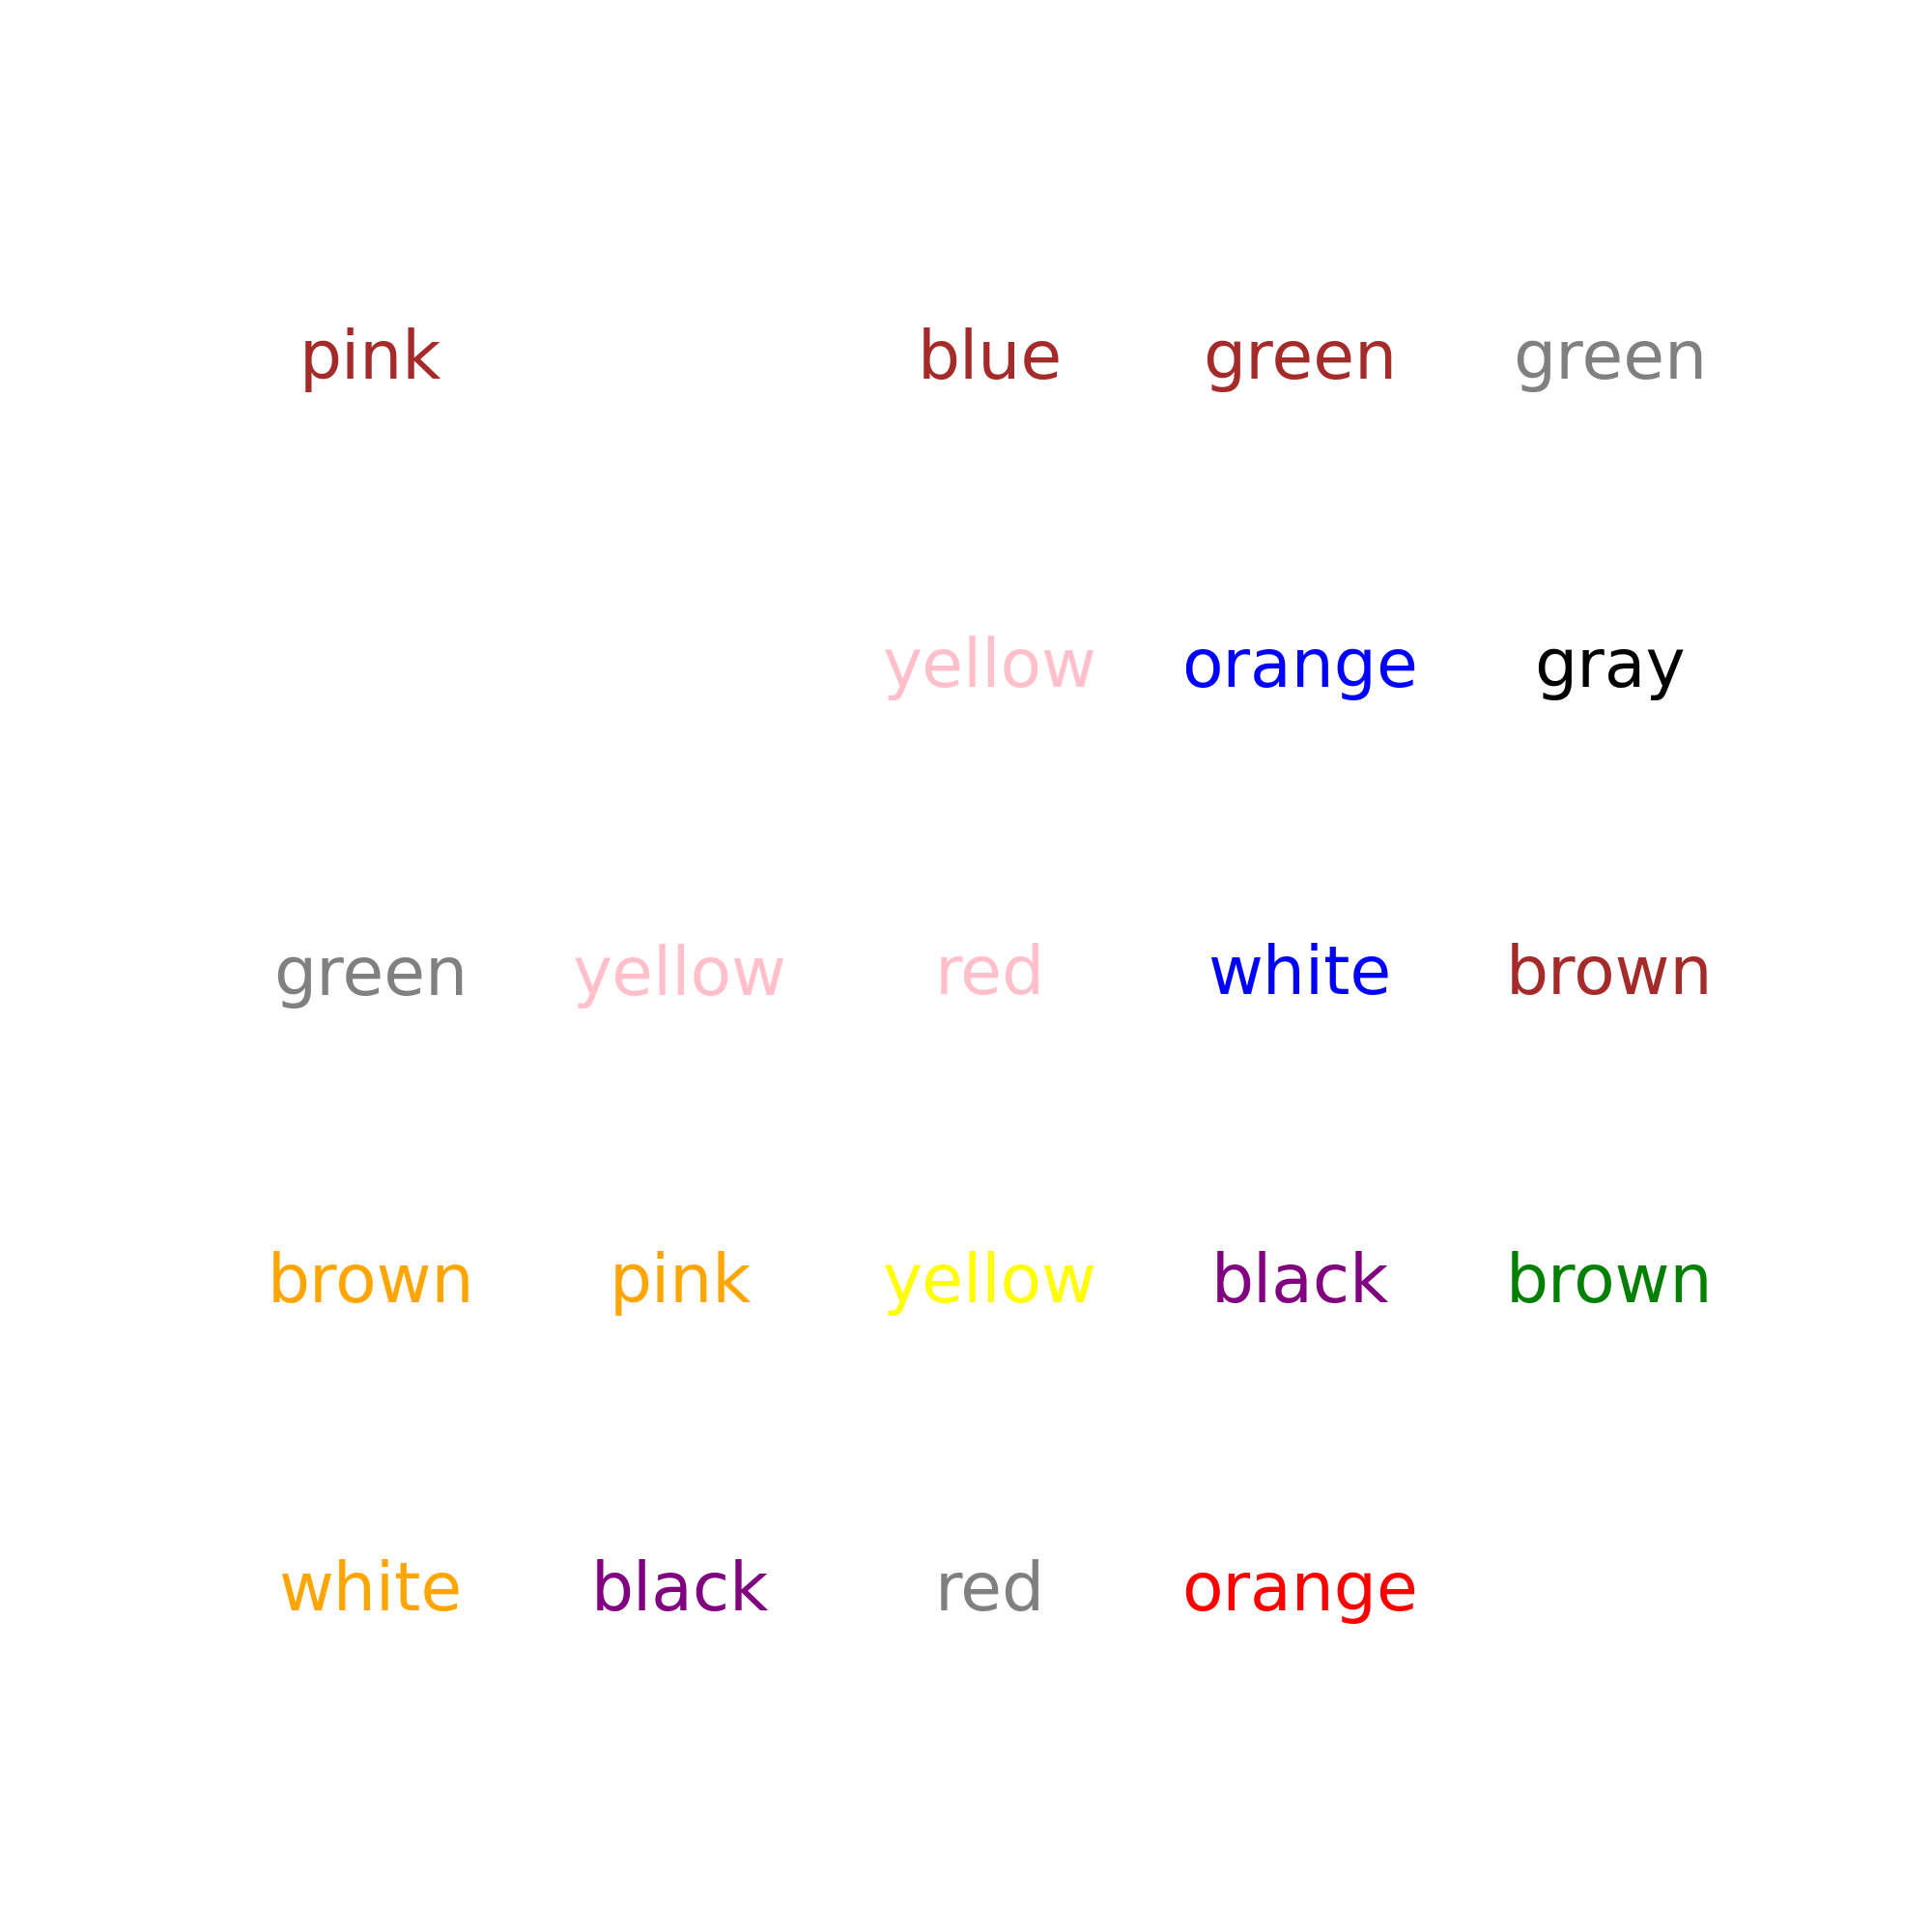 pink blue green green
yellow orange gray
green yellow red white brown
brown pink yellow black brown
white black red orange